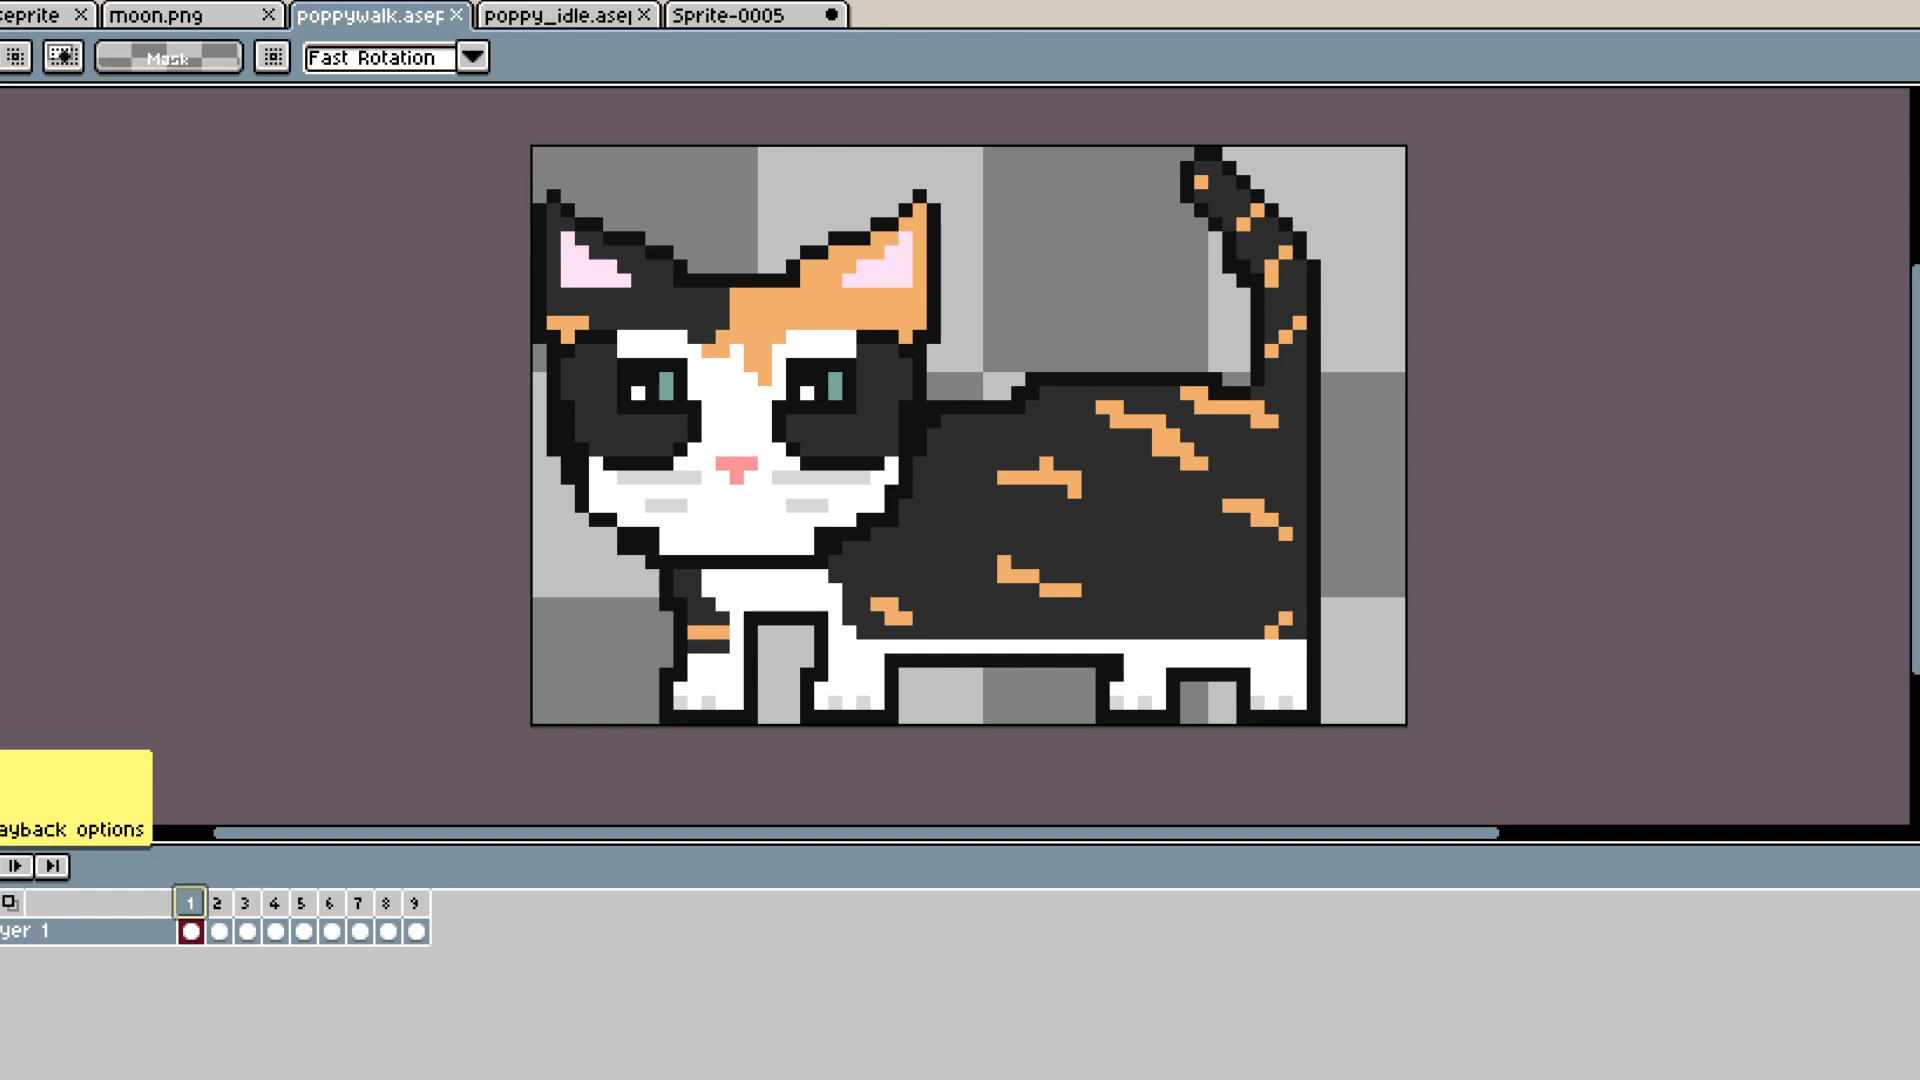 seprite
moon.png
poppywalk.asep
poppy_idle.asep
Sprite-0005
Mask
Fast Rotation
ayback options
1 2 3 4 5 6 7 8 9
yer 1